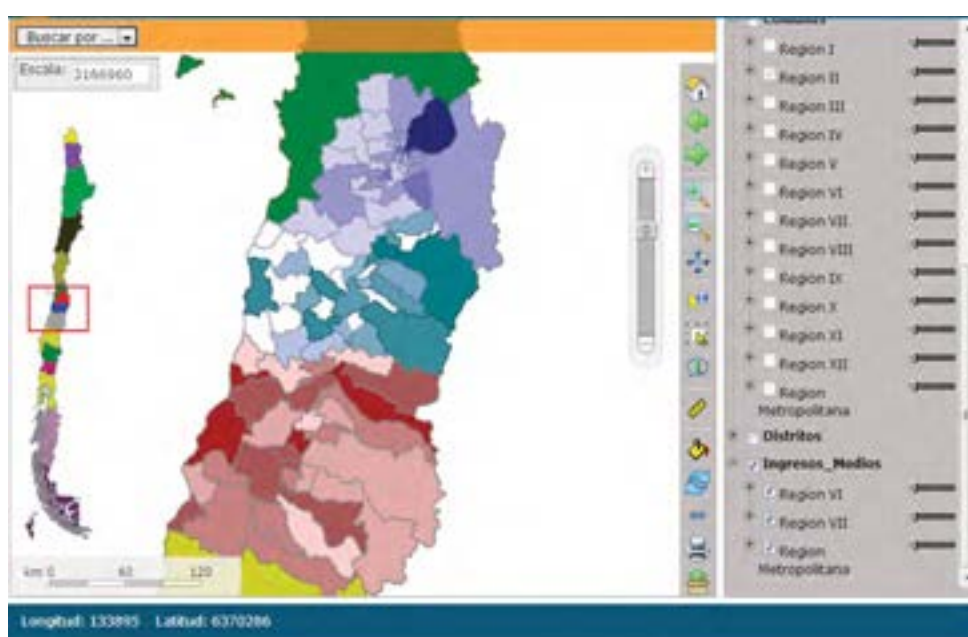 Buscar por ...
Escala: 3166960
Comunas
Region I
Region II
Region III
Region IV
Region V
Region VI
Region VII
Region VIII
Region IX
Region X
Region XI
Region XII
Region
Metropolitana
Distritos
Ingresos_Medios
Region VI
Region VII
Region
Metropolitana
km 0 60 120
Longitud: 133895 Latitud: 6370286